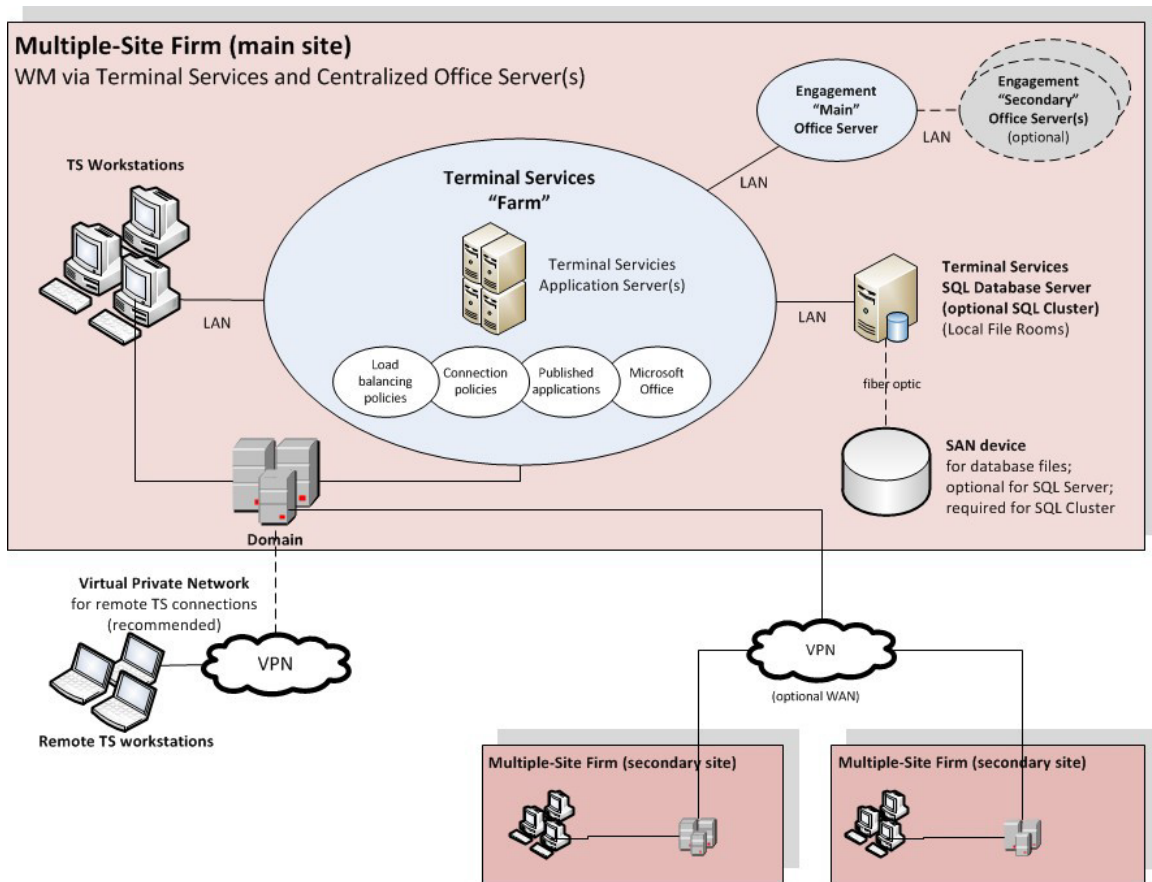 Multiple-Site Firm (main site)
WM via Terminal Services and Centralized Office Server(s)
TS Workstations
LAN
Terminal Services
“Farm”
Terminal Servicies
Application Server(s)
Load
balancing
policies
Connection
policies
Published
applications
Microsoft
Office
LAN
Engagement
“Main”
Office Server
LAN
Engagement
“Secondary”
Office Server(s)
(optional)
LAN
Terminal Services
SQL Database Server
(optional SQL Cluster)
(Local File Rooms)
fiber optic
SAN device
for database files;
optional for SQL Server;
required for SQL Cluster
Domain
Virtual Private Network
for remote TS connections
(recommended)
VPN
Remote TS workstations
VPN
(optional WAN)
Multiple-Site Firm (secondary site)
Multiple-Site Firm (secondary site)